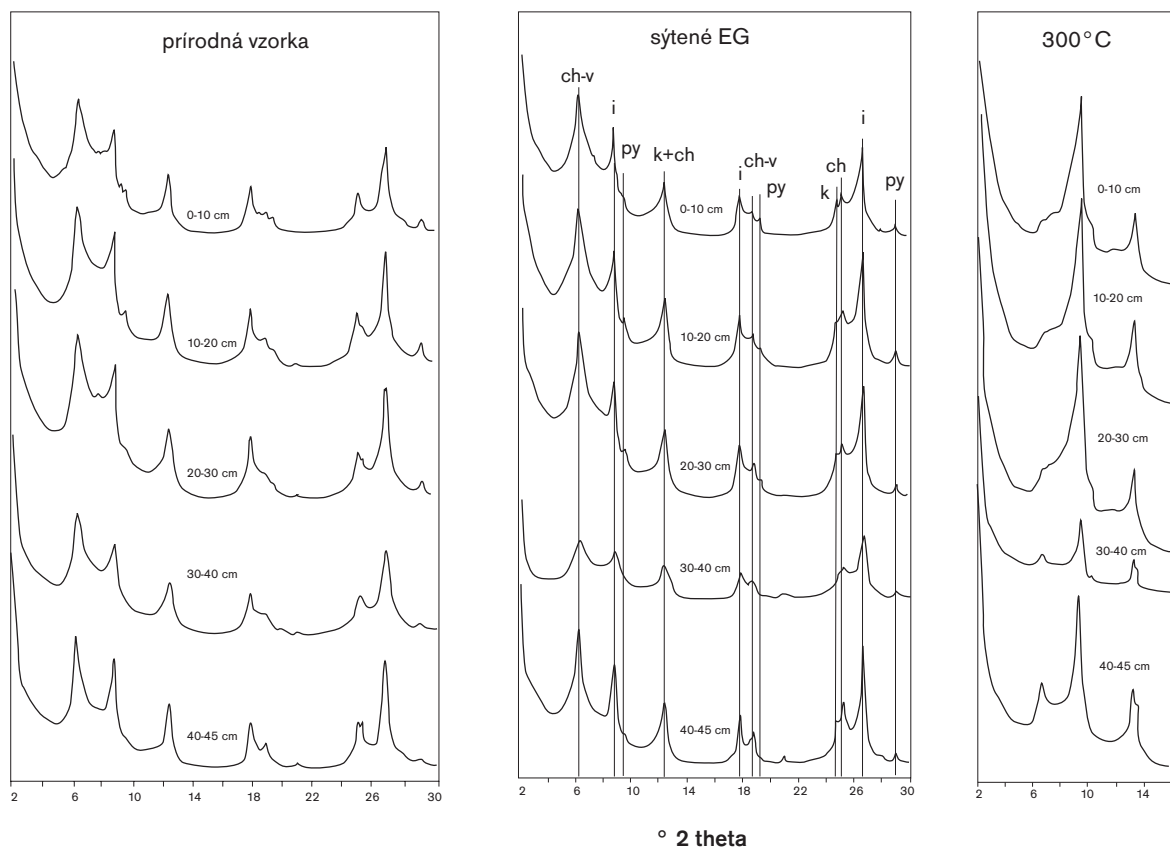 prírodná vzorka
0-10 cm
10-20 cm
20-30 cm
30-40 cm
40-45 cm
2 6 10 14 18 22 26 30
sýtené EG
ch-v
i
py
k+ch
i
ch-v
py
k
ch
i
py
0-10 cm
10-20 cm
20-30 cm
30-40 cm
40-45 cm
2 6 10 14 18 22 26 30
300°C
0-10 cm
10-20 cm
20-30 cm
30-40 cm
40-45 cm
2 6 10 14
° 2 theta